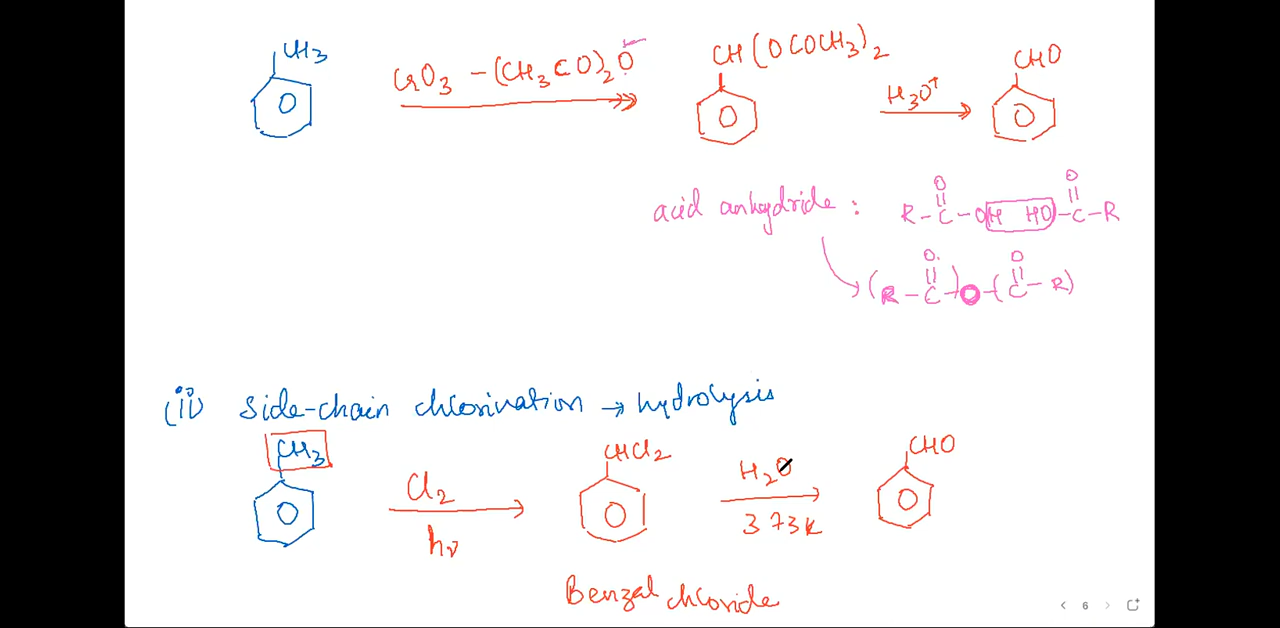 CH3 CrO3 - (CH3CO)2O CH(OCOCH3)2 H3O+ CHO
acid anhydride : R-C-OH HO-C-R
O O
(R-C)-O-(C-R)
O O
(ii) Side-chain chlorination → hydrolysis
CH3 Cl2 CHCl2 H2O CHO
hν 373K
Benzal chloride
< 6 >